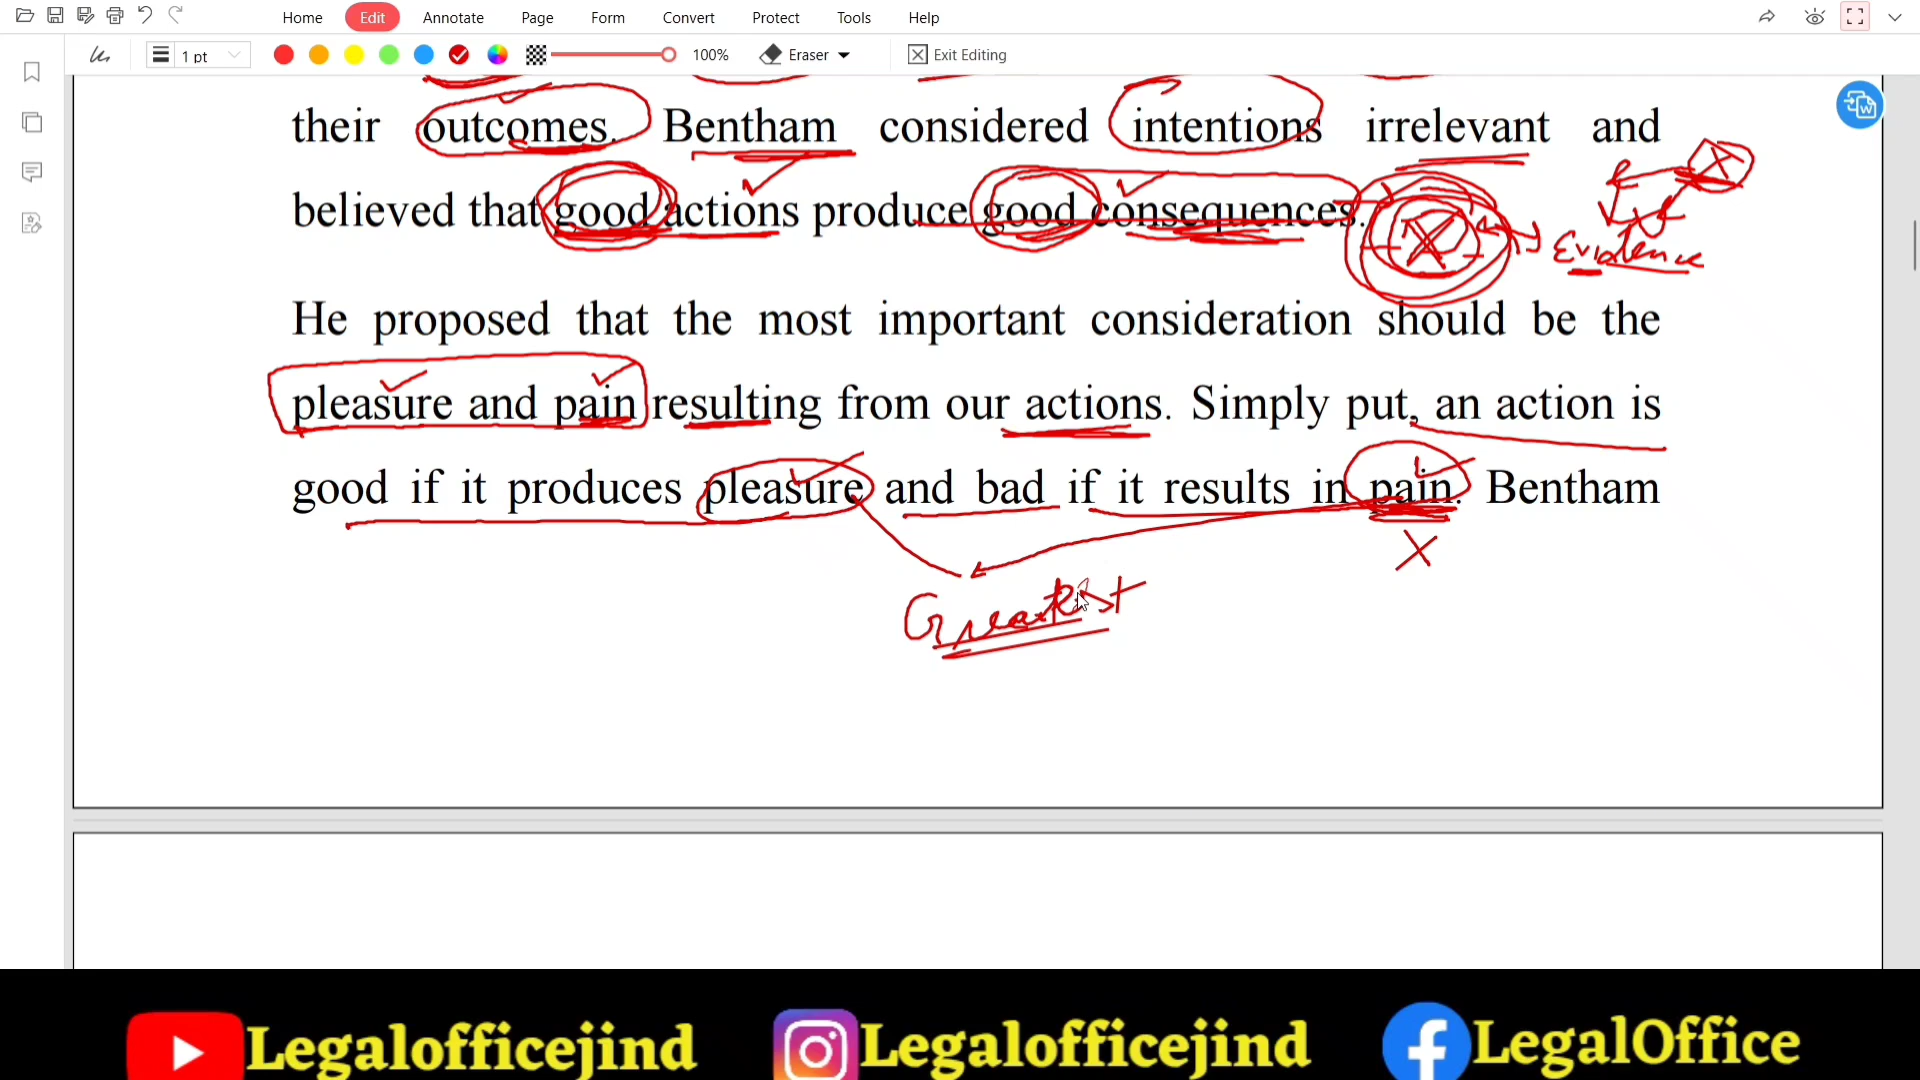 Home Edit Annotate Page Form Convert Protect Tools Help
1 pt 100% Eraser Exit Editing
their outcomes. Bentham considered intentions irrelevant and
believed that good actions produce good consequences.
Evidence
He proposed that the most important consideration should be the
pleasure and pain resulting from our actions. Simply put, an action is
good if it produces pleasure and bad if it results in pain. Bentham
X
Greatest
Legalofficejind Legalofficejind LegalOffice